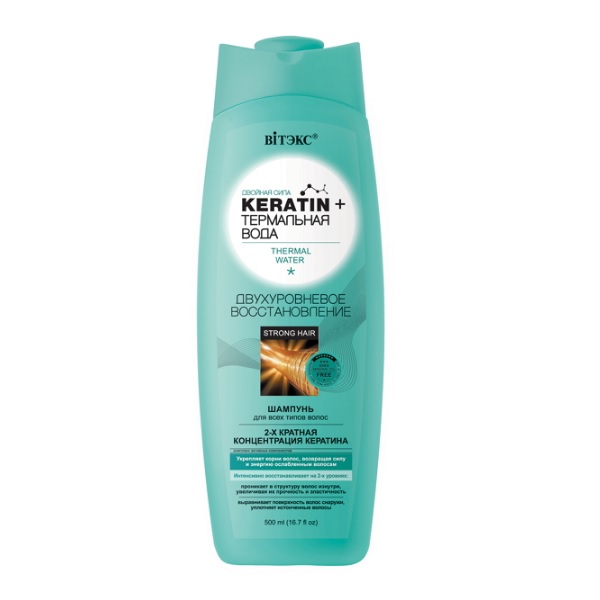 ВІТЭКС®
ДВОЙНАЯ СИЛА
KERATIN +
ТЕРМАЛЬНАЯ
ВОДА
THERMAL
WATER
*
ДВУХУРОВНЕВОЕ
ВОССТАНОВЛЕНИЕ
STRONG HAIR
FREE
ШАМПУНЬ
для всех типов волос
2-Х КРАТНАЯ
КОНЦЕНТРАЦИЯ КЕРАТИНА
Укрепляет корни волос, возвращая силу
и энергию ослабленным волосам
Интенсивно восстанавливает на 2-х уровнях:
проникает в структуру волос изнутри,
увеличивая их прочность и эластичность
выравнивает поверхность волос снаружи,
уплотняет истонченные волосы
500 ml (16.7 fl oz)